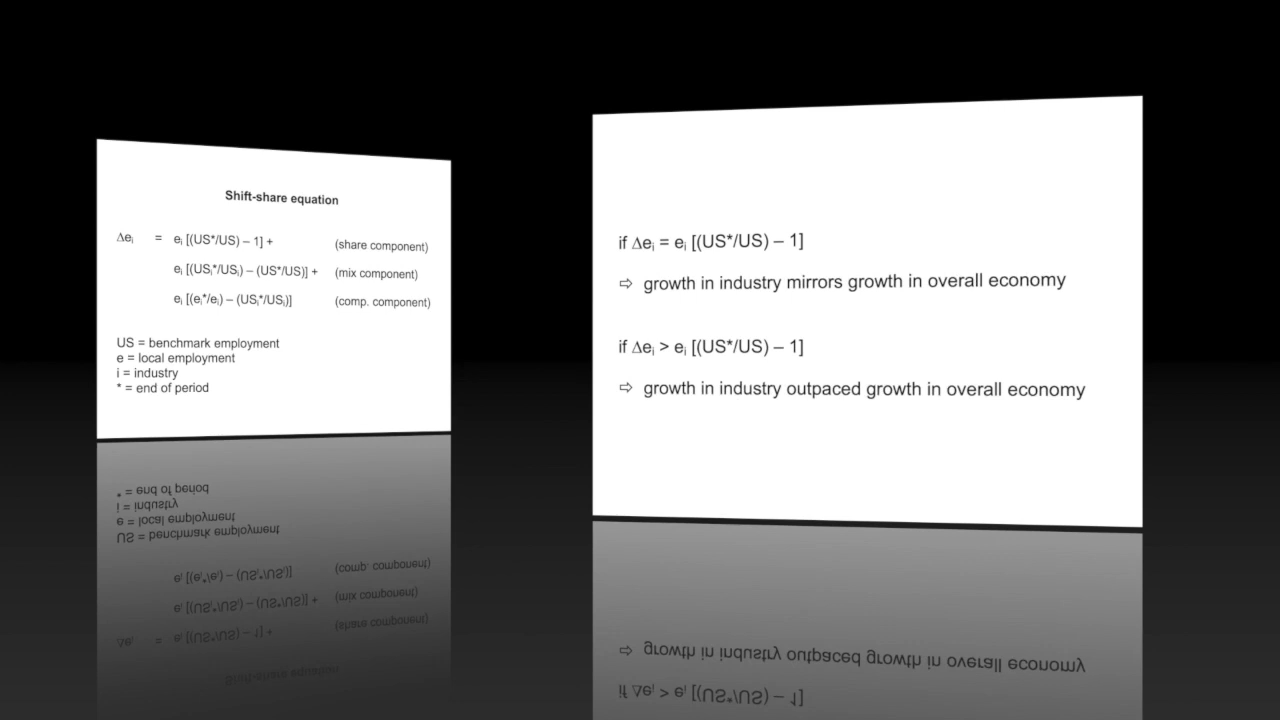 Shift-share equation
Δeᵢ = eᵢ [(US*/US) – 1] + (share component)
eᵢ [(USᵢ*/USᵢ) – (US*/US)] + (mix component)
eᵢ [(eᵢ*/eᵢ) – (USᵢ*/USᵢ)] (comp. component)
US = benchmark employment
e = local employment
i = industry
* = end of period
if Δeᵢ = eᵢ [(US*/US) – 1]
⇨ growth in industry mirrors growth in overall economy
if Δeᵢ > eᵢ [(US*/US) – 1]
⇨ growth in industry outpaced growth in overall economy